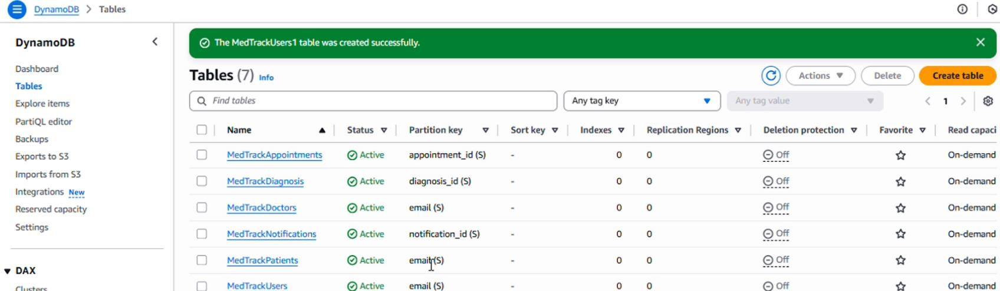 DynamoDB > Tables
DynamoDB
Dashboard
Tables
Explore items
PartiQL editor
Backups
Exports to S3
Imports from S3
Integrations New
Reserved capacity
Settings
DAX
Clusters
The MedTrackUsers1 table was created successfully.
Tables (7) Info
Actions Delete Create table
Find tables Any tag key Any tag value 1
Name Status Partition key Sort key Indexes Replication Regions Deletion protection Favorite Read capaci
MedTrackAppointments Active appointment_id (S) - 0 0 Off On-demand
MedTrackDiagnosis Active diagnosis_id (S) - 0 0 Off On-demand
MedTrackDoctors Active email (S) - 0 0 Off On-demand
MedTrackNotifications Active notification_id (S) - 0 0 Off On-demand
MedTrackPatients Active email (S) - 0 0 Off On-demand
MedTrackUsers Active email (S) - 0 0 Off On-demand